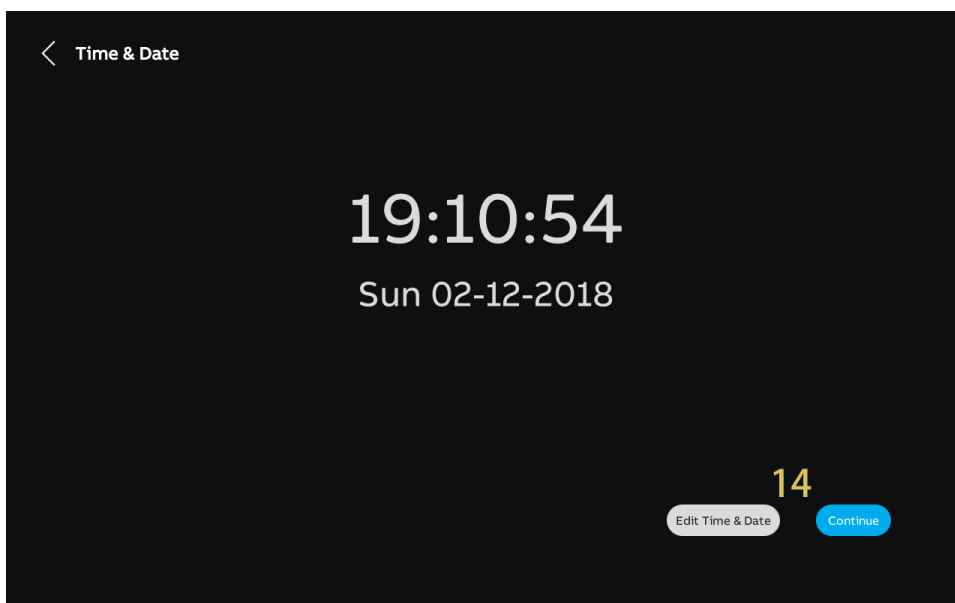 Time & Date
19:10:54
Sun 02-12-2018
14
Edit Time & Date
Continue